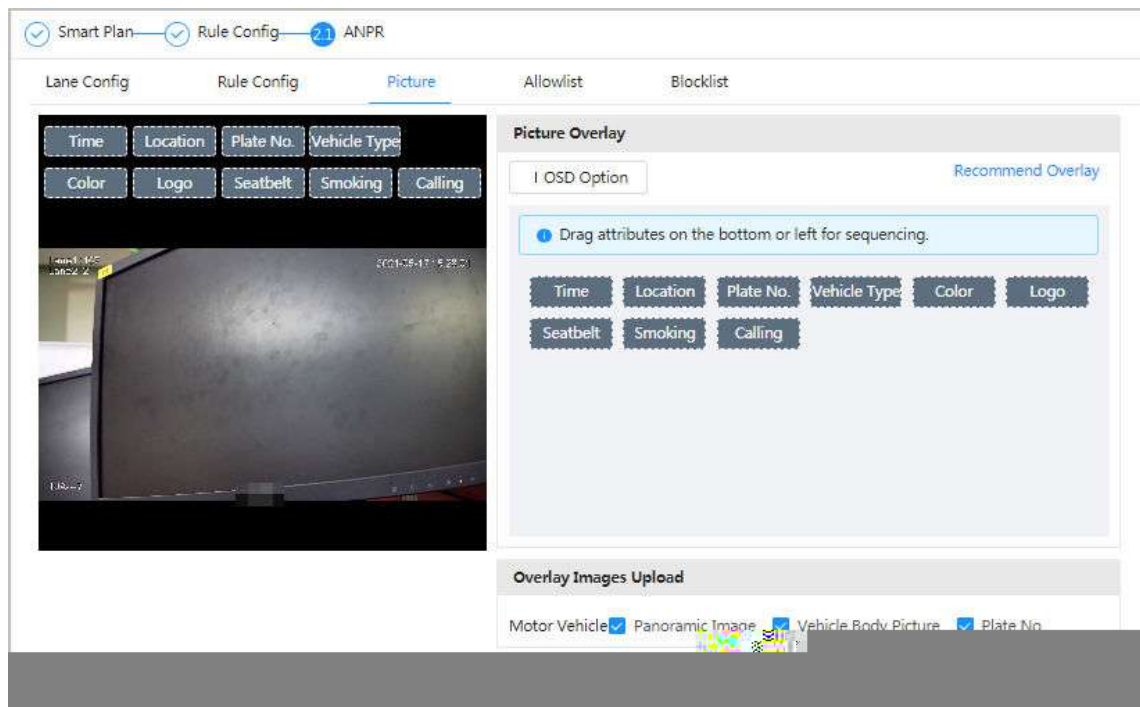 Smart Plan Rule Config 2.1 ANPR
Lane Config Rule Config Picture Allowlist Blocklist
Time Location Plate No. Vehicle Type
Color Logo Seatbelt Smoking Calling
Picture Overlay
OSD Option Recommend Overlay
Drag attributes on the bottom or left for sequencing.
Time Location Plate No. Vehicle Type Color Logo
Seatbelt Smoking Calling
Overlay Images Upload
Motor Vehicle Panoramic Image Vehicle Body Picture Plate No.